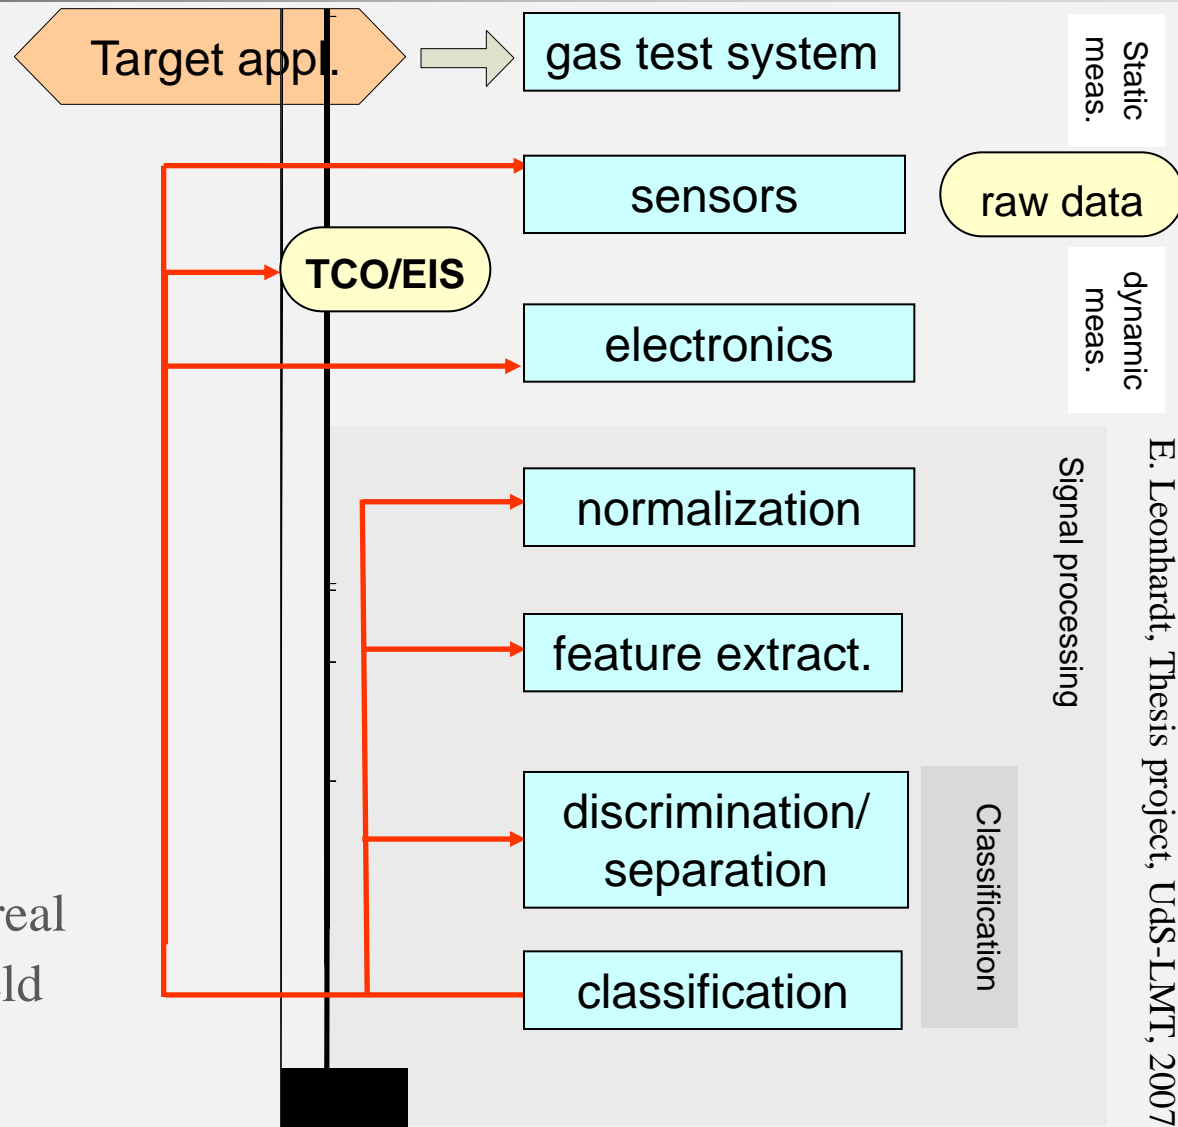 Target appl.
gas test system
Static
meas.
sensors
raw data
TCO/EIS
dynamic
meas.
electronics
Signal processing
normalization
feature extract.
discrimination/
separation
Classification
classification
real
E. Leonhardt, Thesis project, UdS-LMT, 2007